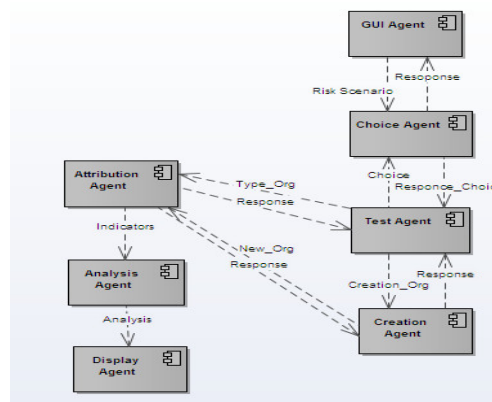 GUI Agent
Resoponse
Risk Scenario
Choice Agent
Attribution
Agent
Type_Org
Choice
Responce_Choi
Response
Test Agent
Indicators
New_Org
Response
Response
Creation_Org
Analysis
Agent
Creation
Agent
Analysis
Display
Agent